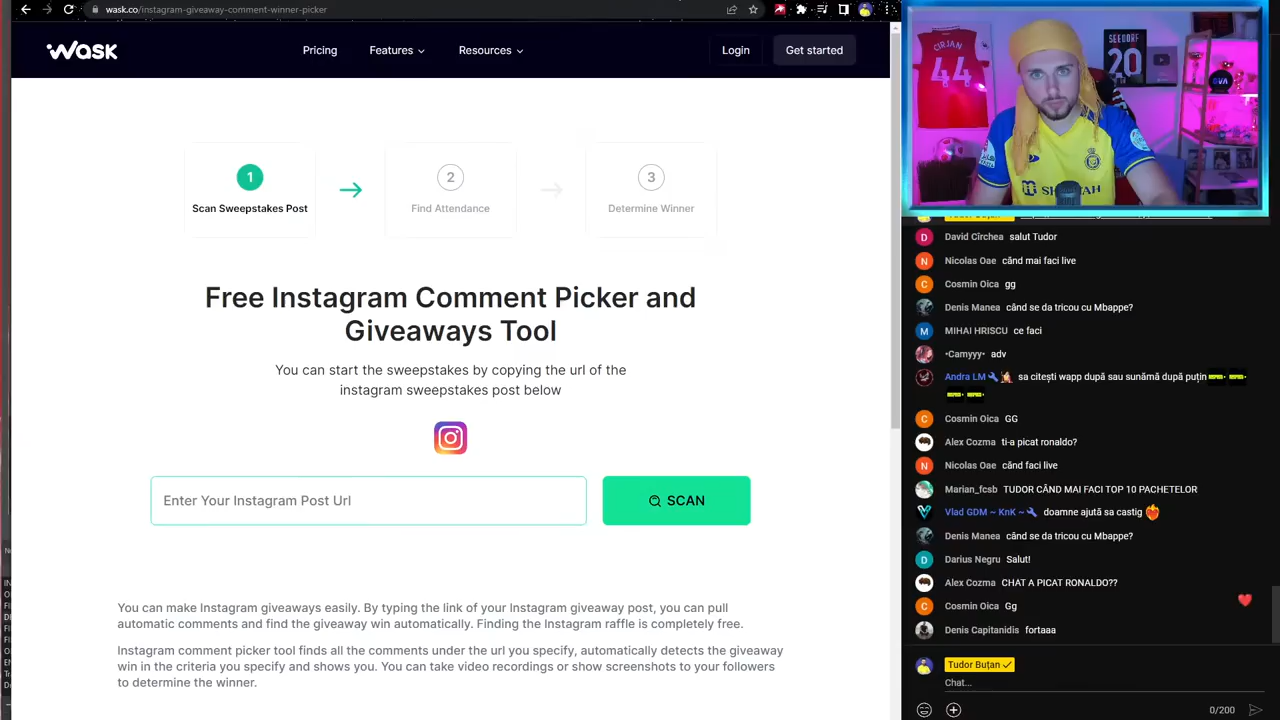 wask.co/instagram-giveaway-comment-winner-picker
Wask
Pricing
Features
Resources
Login
Get started
1
2
3
Scan Sweepstakes Post
Find Attendance
Determine Winner
Free Instagram Comment Picker and
Giveaways Tool
You can start the sweepstakes by copying the url of the
instagram sweepstakes post below
Enter Your Instagram Post Url
SCAN
You can make Instagram giveaways easily. By typing the link of your Instagram giveaway post, you can pull
automatic comments and find the giveaway win automatically. Finding the Instagram raffle is completely free.
Instagram comment picker tool finds all the comments under the url you specify, automatically detects the giveaway
win in the criteria you specify and shows you. You can take video recordings or show screenshots to your followers
to determine the winner.
CIRJAN
44
SEEDORF
20
D David Cîrchea salut Tudor
N Nicolas Oae când mai faci live
C Cosmin Oica gg
Denis Manea când se da tricou cu Mbappe?
M MIHAI HRISCU ce faci
•Camyyy• adv
Andra LM sa citești wapp după sau sunămă după puțin
C Cosmin Oica GG
Alex Cozma ti-a picat ronaldo?
N Nicolas Oae când faci live
Marian_fcsb TUDOR CÂND MAI FACI TOP 10 PACHETELOR
Vlad GDM ~ KnK ~ doamne ajută sa castig
Denis Manea când se da tricou cu Mbappe?
D Darius Negru Salut!
Alex Cozma CHAT A PICAT RONALDO??
C Cosmin Oica Gg
Denis Capitanidis fortaaa
Tudor Buțan
Chat...
0/200